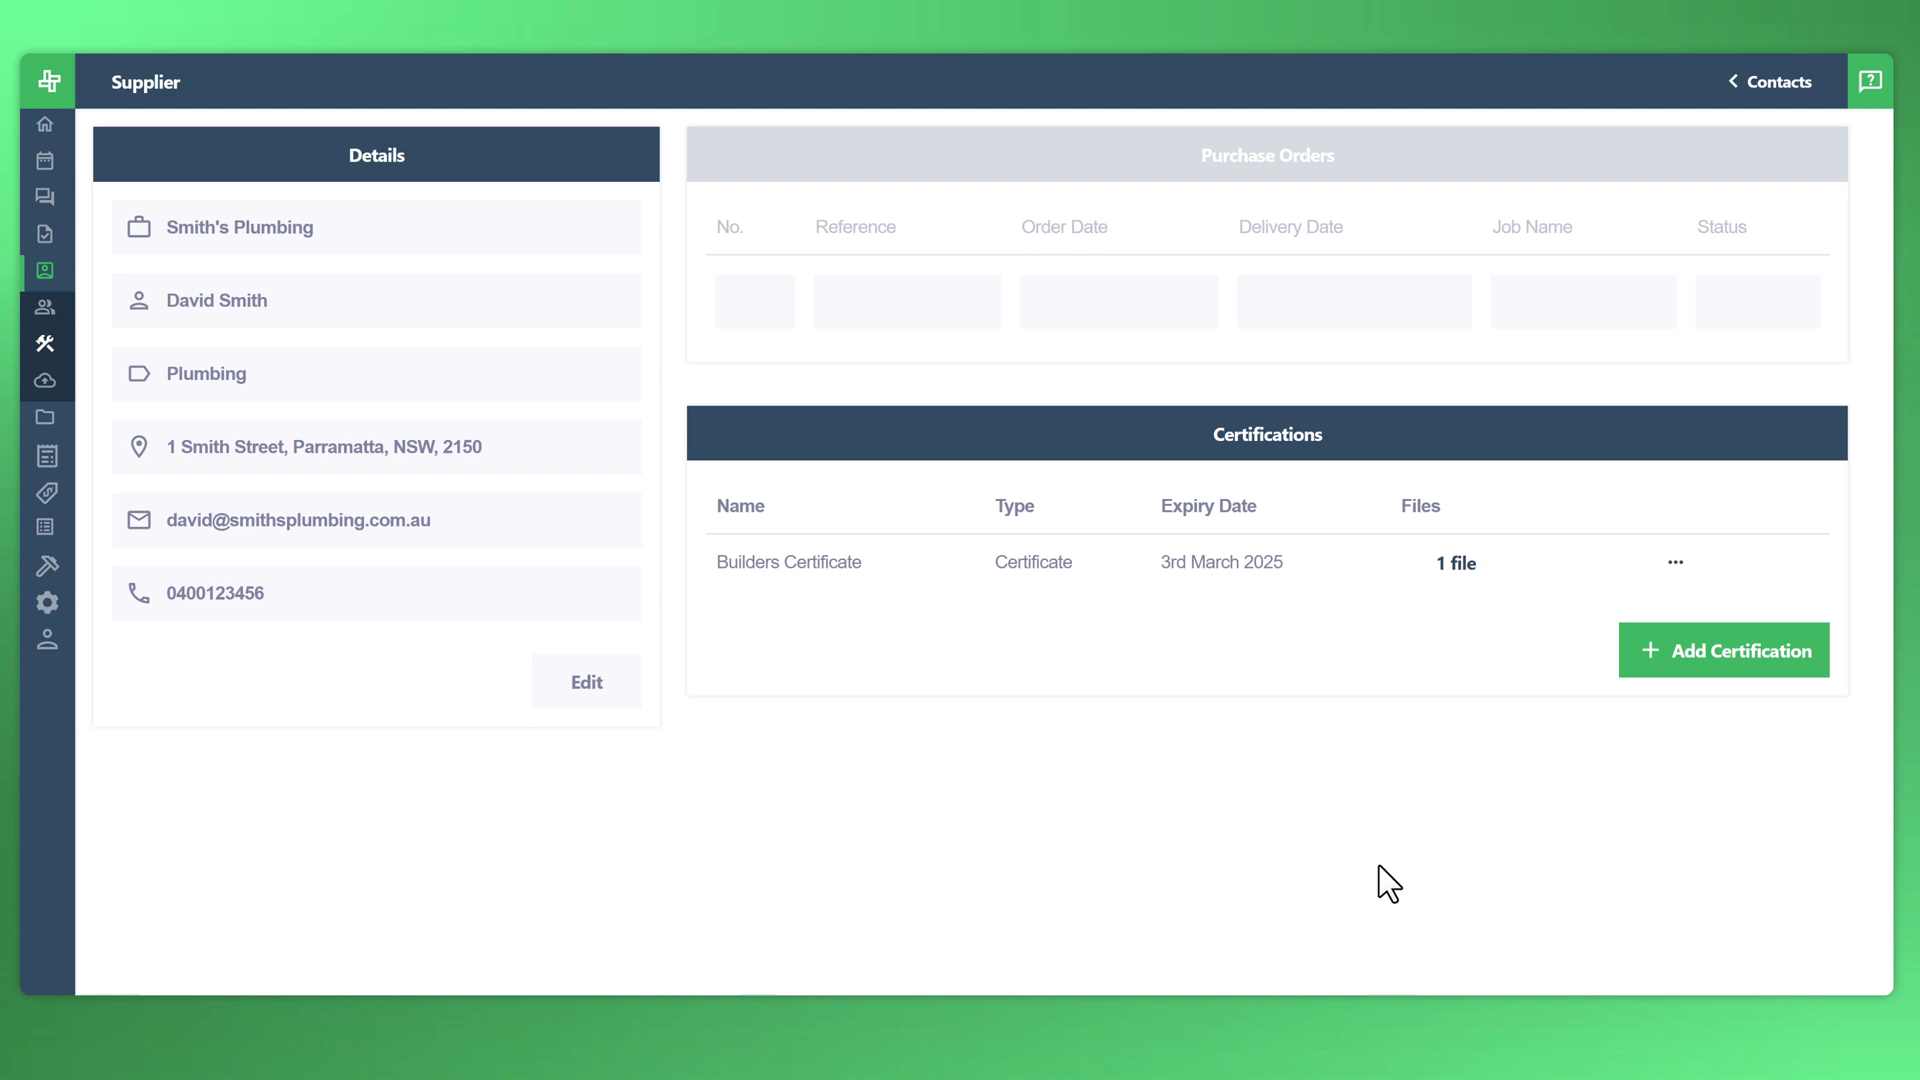 Supplier
Contacts
Details
Smith's Plumbing
David Smith
Plumbing
1 Smith Street, Parramatta, NSW, 2150
david@smithsplumbing.com.au
0400123456
Edit
Purchase Orders
No. Reference Order Date Delivery Date Job Name Status
Certifications
Name Type Expiry Date Files
Builders Certificate Certificate 3rd March 2025 1 file ...
+ Add Certification